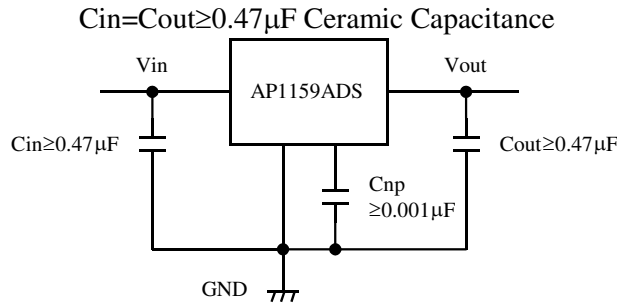 Cin=Cout≥0.47μF Ceramic Capacitance
Vin
Vout
AP1159ADS
Cin≥0.47μF
Cout≥0.47μF
Cnp
≥0.001μF
GND